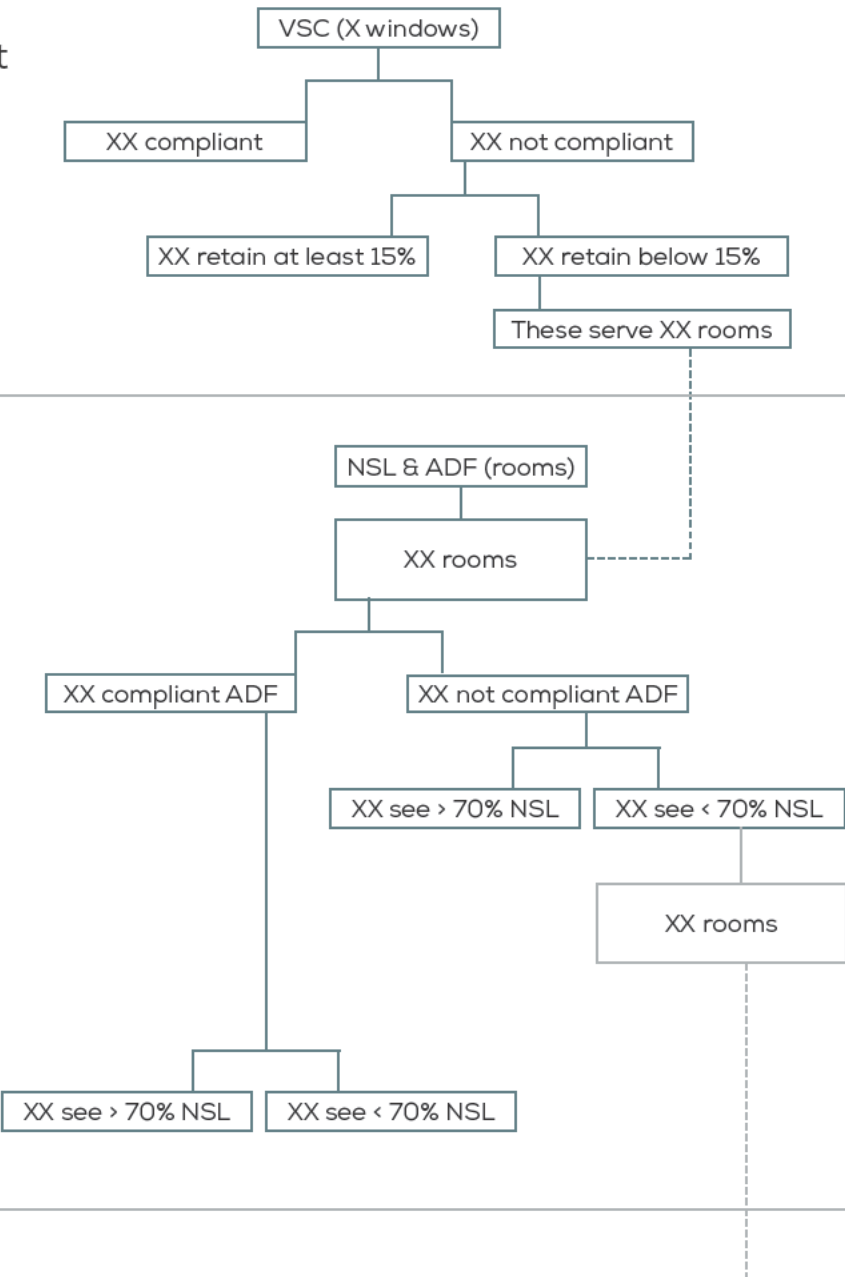 VSC (X windows)
t
XX compliant
XX not compliant
XX retain at least 15%
XX retain below 15%
These serve XX rooms
NSL & ADF (rooms)
XX rooms
XX compliant ADF
XX not compliant ADF
XX see > 70% NSL
XX see < 70% NSL
XX rooms
XX see > 70% NSL
XX see < 70% NSL